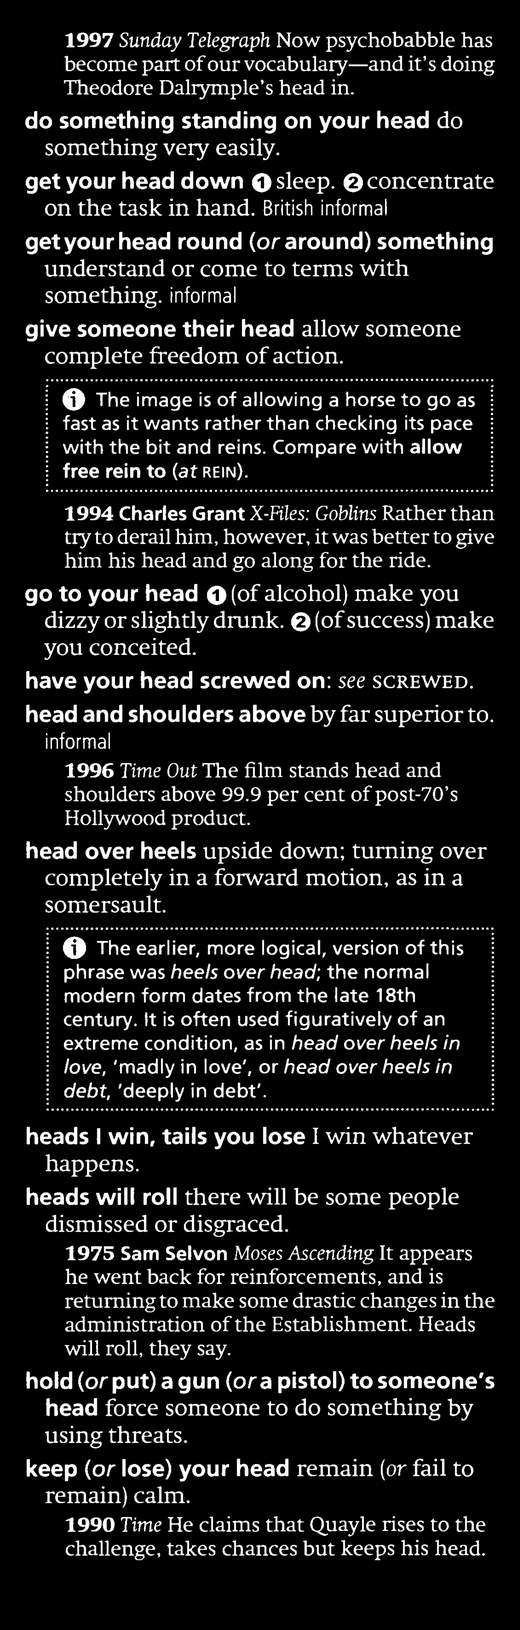 1997 Sunday Telegraph Now psychobabble has
become part of our vocabulary—and it's doing
Theodore Dalrymple's head in.
do something standing on your head do
something very easily.
get your head down ❶ sleep. ❷ concentrate
on the task in hand. British informal
get your head round (or around) something
understand or come to terms with
something. informal
give someone their head allow someone
complete freedom of action.
ⓘ The image is of allowing a horse to go as
fast as it wants rather than checking its pace
with the bit and reins. Compare with allow
free rein to (at REIN).
1994 Charles Grant X-Files: Goblins Rather than
try to derail him, however, it was better to give
him his head and go along for the ride.
go to your head ❶ (of alcohol) make you
dizzy or slightly drunk. ❷ (of success) make
you conceited.
have your head screwed on: see SCREWED.
head and shoulders above by far superior to.
informal
1996 Time Out The film stands head and
shoulders above 99.9 per cent of post-70's
Hollywood product.
head over heels upside down; turning over
completely in a forward motion, as in a
somersault.
ⓘ The earlier, more logical, version of this
phrase was heels over head; the normal
modern form dates from the late 18th
century. It is often used figuratively of an
extreme condition, as in head over heels in
love, 'madly in love', or head over heels in
debt, 'deeply in debt'.
heads I win, tails you lose I win whatever
happens.
heads will roll there will be some people
dismissed or disgraced.
1975 Sam Selvon Moses Ascending It appears
he went back for reinforcements, and is
returning to make some drastic changes in the
administration of the Establishment. Heads
will roll, they say.
hold (or put) a gun (or a pistol) to someone's
head force someone to do something by
using threats.
keep (or lose) your head remain (or fail to
remain) calm.
1990 Time He claims that Quayle rises to the
challenge, takes chances but keeps his head.